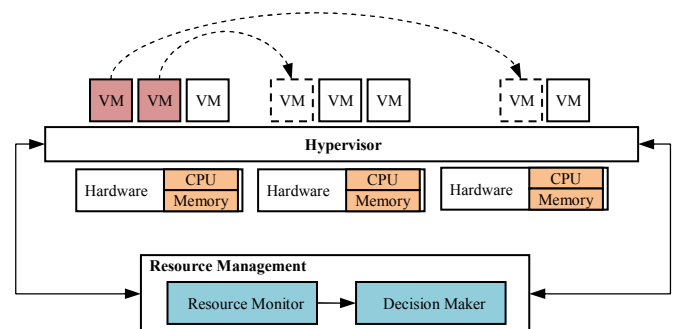 VM VM VM VM VM VM VM VM
Hypervisor
Hardware CPU Memory Hardware CPU Memory Hardware CPU Memory
Resource Management
Resource Monitor Decision Maker